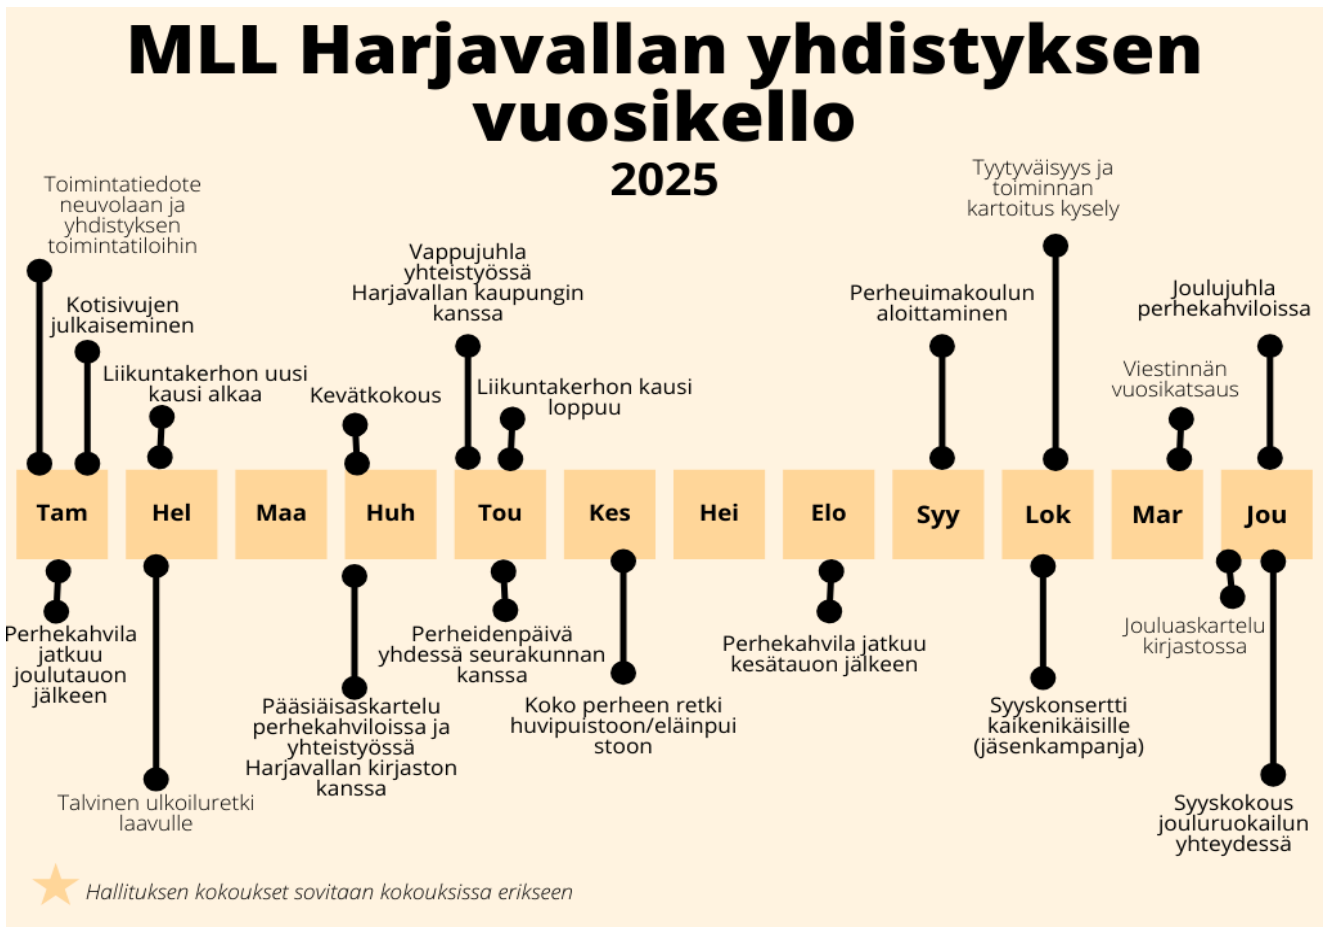 MLL Harjavallan yhdistyksen
vuosikello
2025
Toimintatiedote
neuvolaan ja
yhdistyksen
toimintatiloihin
Kotisivujen
julkaiseminen
Liikuntakerhon uusi
kausi alkaa
Kevätkokous
Vappujuhla
yhteistyössä
Harjavallan kaupungin
kanssa
Liikuntakerhon kausi
loppuu
Perheuimakoulun
aloittaminen
Tyytyväisyys ja
toiminnan
kartoitus kysely
Viestinnän
vuosikatsaus
Joulujuhla
perhekahviloissa
Tam Hel Maa Huh Tou Kes Hei Elo Syy Lok Mar Jou
Perhekahvila
jatkuu
joulutauon
jälkeen
Talvinen ulkoiluretki
laavulle
Pääsiäisaskartelu
perhekahviloissa ja
yhteistyössä
Harjavallan kirjaston
kanssa
Perheidenpäivä
yhdessä seurakunnan
kanssa
Koko perheen retki
huvipuistoon/eläinpui
stoon
Perhekahvila jatkuu
kesätauon jälkeen
Syyskonsertti
kaikenikäisille
(jäsenkampanja)
Jouluaskartelu
kirjastossa
Syyskokous
jouluruokailun
yhteydessä
Hallituksen kokoukset sovitaan kokouksissa erikseen